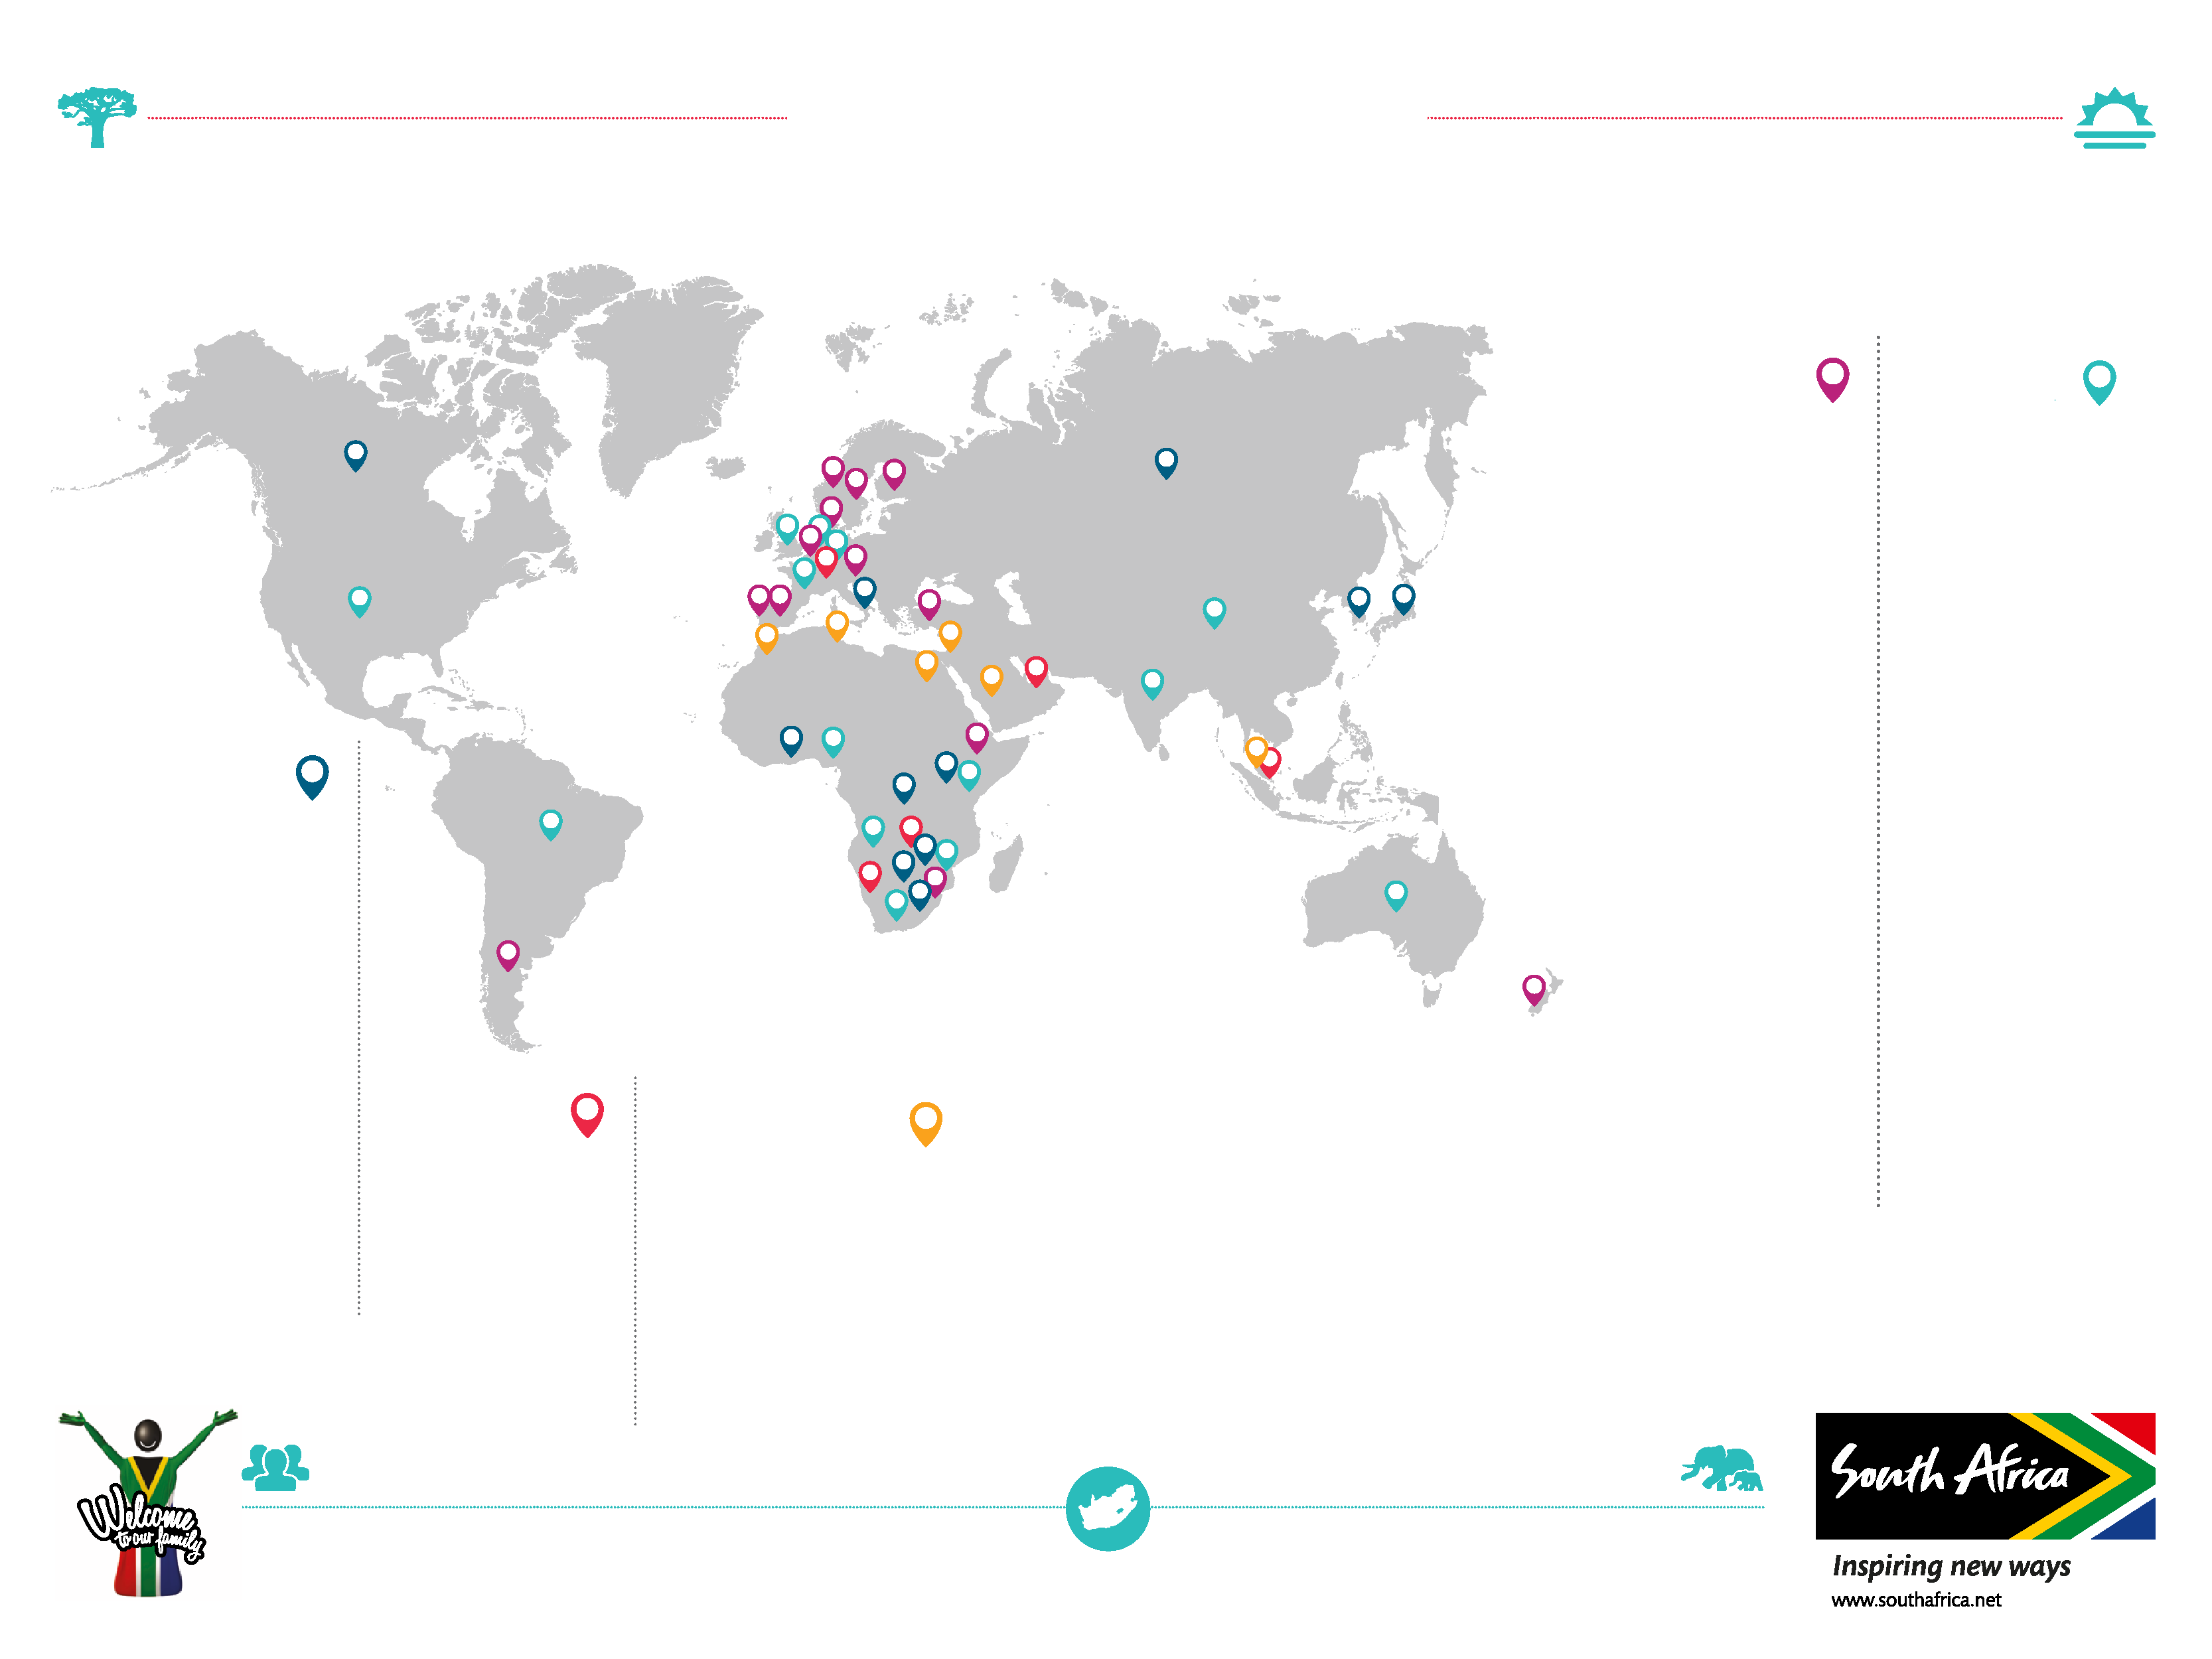 Welcome
to our family
South Africa
Inspiring new ways
www.southafrica.net